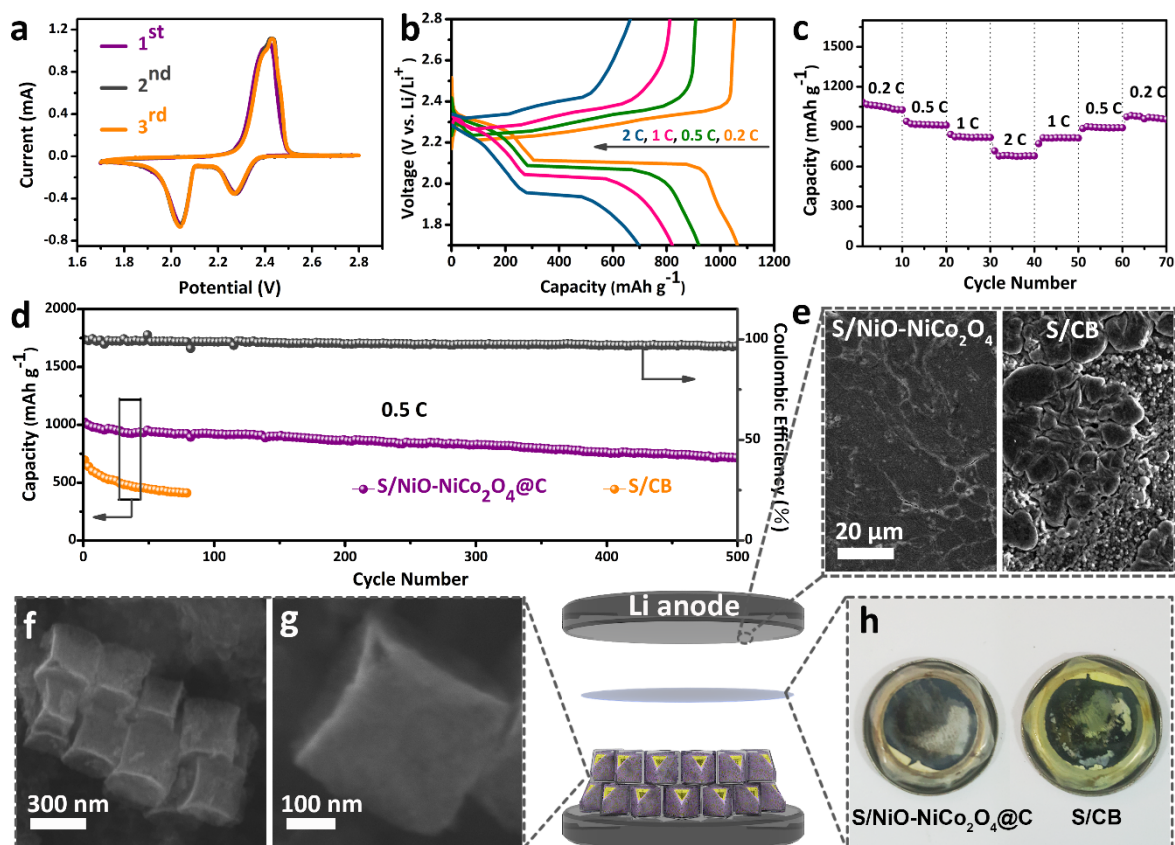 a
1st
2nd
3rd
Current (mA)
1.2
0.8
0.4
0.0
-0.4
-0.8
1.6 2.0 2.4 2.8
Potential (V)
b
Voltage (V vs. Li/Li+)
2.8
2.6
2.4
2.2
2.0
1.8
2 C, 1 C, 0.5 C, 0.2 C
0 200 400 600 800 1000 1200
Capacity (mAh g-1)
c
Capacity (mAh g-1)
1500
1200
900
600
300
0
0.2 C
0.5 C
1 C
2 C
1 C
0.5 C
0.2 C
10 20 30 40 50 60 70
Cycle Number
d
Capacity (mAh g-1)
2000
1750
1500
1250
1000
750
500
250
0
0.5 C
S/NiO-NiCo2O4@C
S/CB
0 100 200 300 400 500
Cycle Number
100
50
0
Coulombic Efficiency (%)
e
S/NiO-NiCo2O4
S/CB
20 μm
f
300 nm
g
100 nm
Li anode
h
S/NiO-NiCo2O4@C
S/CB